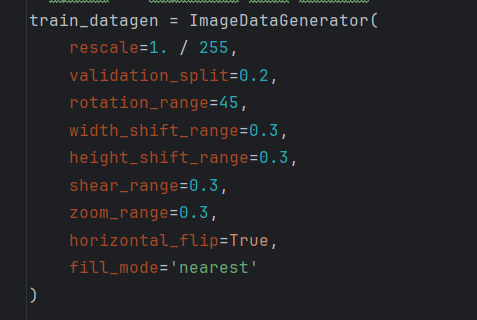 train_datagen = ImageDataGenerator(
    rescale=1. / 255,
    validation_split=0.2,
    rotation_range=45,
    width_shift_range=0.3,
    height_shift_range=0.3,
    shear_range=0.3,
    zoom_range=0.3,
    horizontal_flip=True,
    fill_mode='nearest'
)